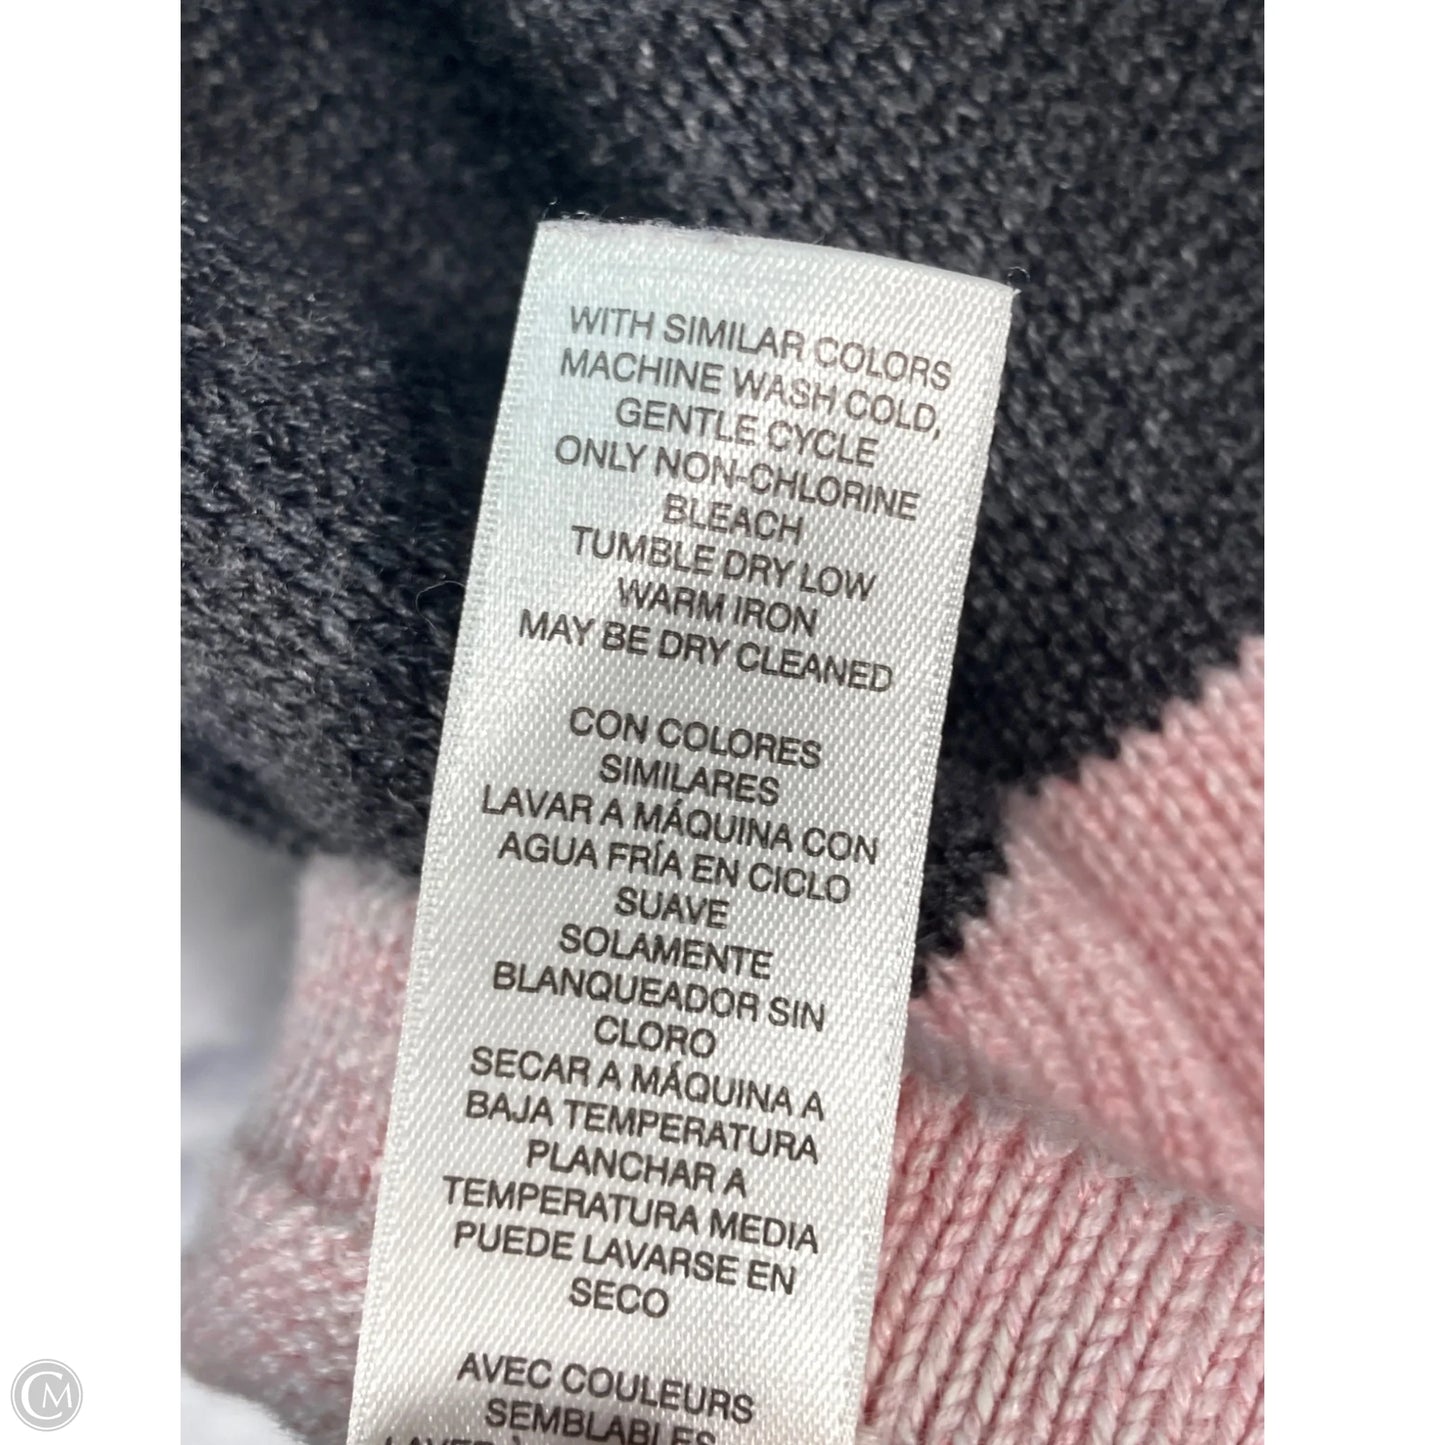 WITH SIMILAR COLORS
MACHINE WASH COLD,
GENTLE CYCLE
ONLY NON-CHLORINE
BLEACH
TUMBLE DRY LOW
WARM IRON
MAY BE DRY CLEANED
CON COLORES
SIMILARES
LAVAR A MÁQUINA CON
AGUA FRÍA EN CICLO
SUAVE
SOLAMENTE
BLANQUEADOR SIN
CLORO
SECAR A MÁQUINA A
BAJA TEMPERATURA
PLANCHAR A
TEMPERATURA MEDIA
PUEDE LAVARSE EN
SECO
AVEC COULEURS
SEMBLABLES
CM